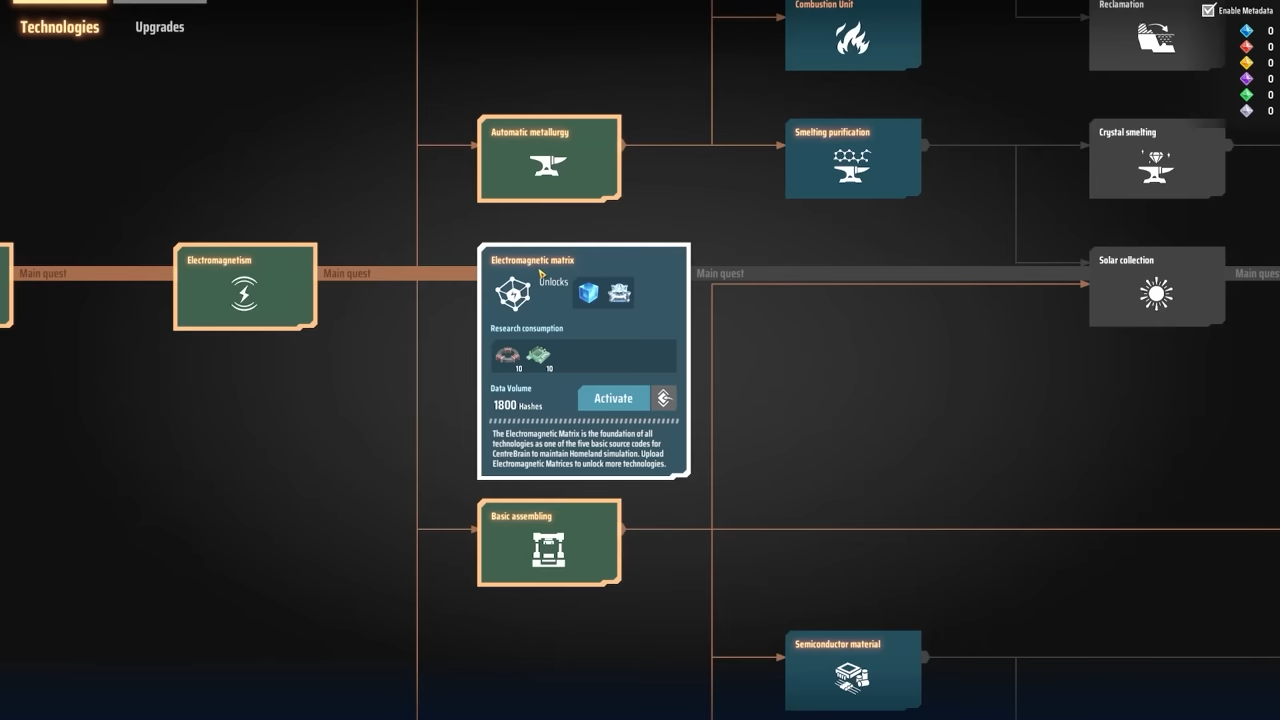 Technologies
Upgrades
Combustion Unit
Reclamation
Enable Metadata
0
0
0
0
0
0
Automatic metallurgy
Smelting purification
Crystal smelting
Main quest
Electromagnetism
Main quest
Electromagnetic matrix
Unlocks
Research consumption
10
10
Data Volume
1800 Hashes
Activate
The Electromagnetic Matrix is the foundation of all
technologies as one of the five basic source codes for
CentreBrain to maintain Homeland simulation. Upload
Electromagnetic Matrices to unlock more technologies.
Main quest
Solar collection
Main ques
Basic assembling
Semiconductor material